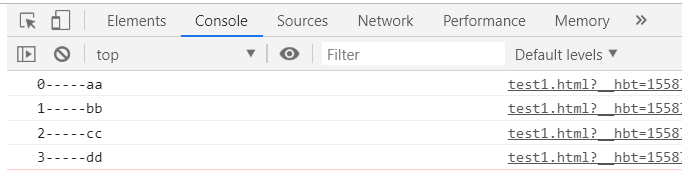 Elements Console Sources Network Performance Memory »
top Filter Default levels
0-----aa test1.html?__hbt=1558
1-----bb test1.html?__hbt=1558
2-----cc test1.html?__hbt=1558
3-----dd test1.html?__hbt=1558